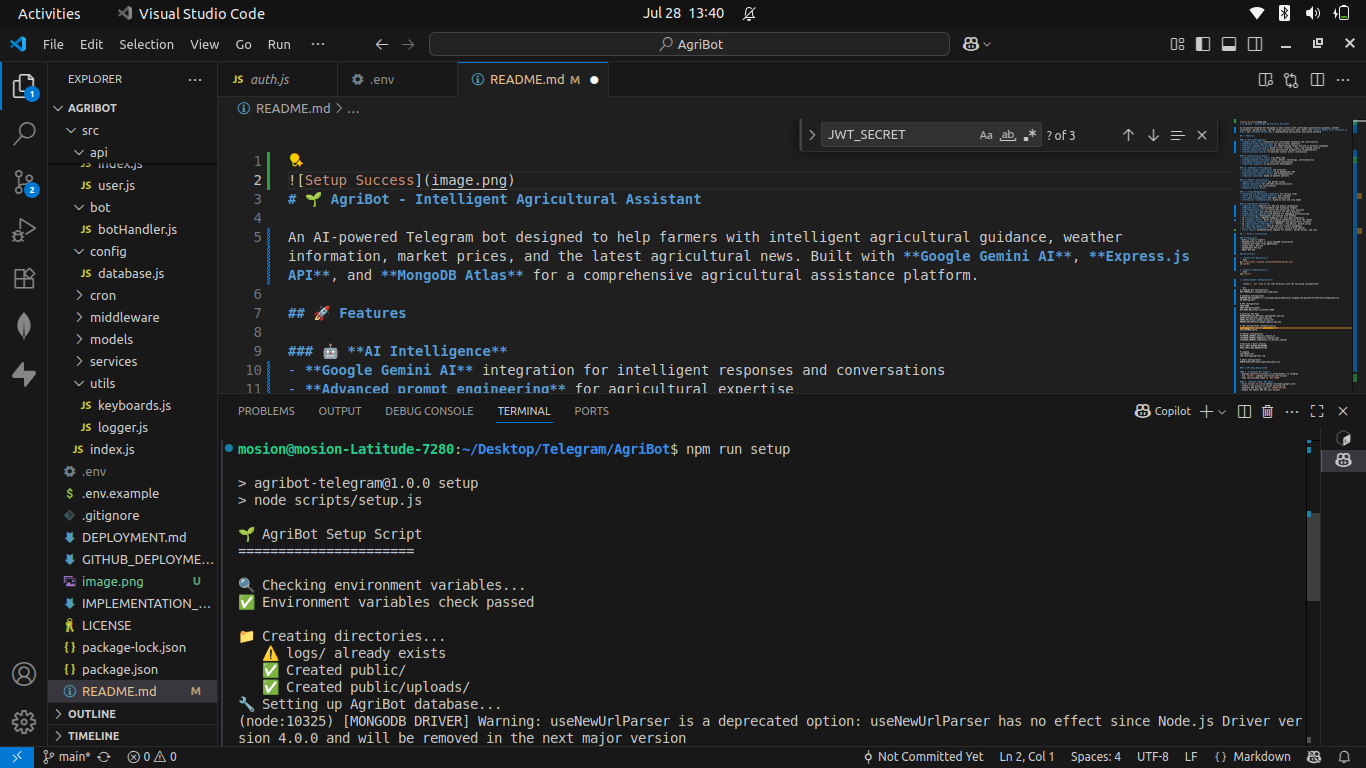 Activities
Visual Studio Code
Jul 28 13:40
File Edit Selection View Go Run ···
AgriBot
EXPLORER
AGRIBOT
src
api
index.js
user.js
bot
botHandler.js
config
database.js
cron
middleware
models
services
utils
keyboards.js
logger.js
index.js
.env
.env.example
.gitignore
DEPLOYMENT.md
GITHUB_DEPLOYME...
image.png U
IMPLEMENTATION_...
LICENSE
package-lock.json
package.json
README.md M
OUTLINE
TIMELINE
1
2
auth.js
.env
README.md M
README.md > ...
JWT_SECRET
Aa ab .*
? of 3
1
2 ![Setup Success](image.png)
3 # 🌱 AgriBot - Intelligent Agricultural Assistant
4
5 An AI-powered Telegram bot designed to help farmers with intelligent agricultural guidance, weather
information, market prices, and the latest agricultural news. Built with **Google Gemini AI**, **Express.js
API**, and **MongoDB Atlas** for a comprehensive agricultural assistance platform.
6
7 ## 🚀 Features
8
9 ### 🤖 **AI Intelligence**
10 - **Google Gemini AI** integration for intelligent responses and conversations
11 - **Advanced prompt engineering** for agricultural expertise
PROBLEMS OUTPUT DEBUG CONSOLE TERMINAL PORTS
Copilot
mosion@mosion-Latitude-7280:~/Desktop/Telegram/AgriBot$ npm run setup
> agribot-telegram@1.0.0 setup
> node scripts/setup.js
🌱 AgriBot Setup Script
======================
🔍 Checking environment variables...
✅ Environment variables check passed
📁 Creating directories...
⚠️ logs/ already exists
✅ Created public/
✅ Created public/uploads/
🔧 Setting up AgriBot database...
(node:10325) [MONGODB DRIVER] Warning: useNewUrlParser is a deprecated option: useNewUrlParser has no effect since Node.js Driver ver
sion 4.0.0 and will be removed in the next major version
main*
0 0
Not Committed Yet
Ln 2, Col 1
Spaces: 4
UTF-8
LF
{} Markdown